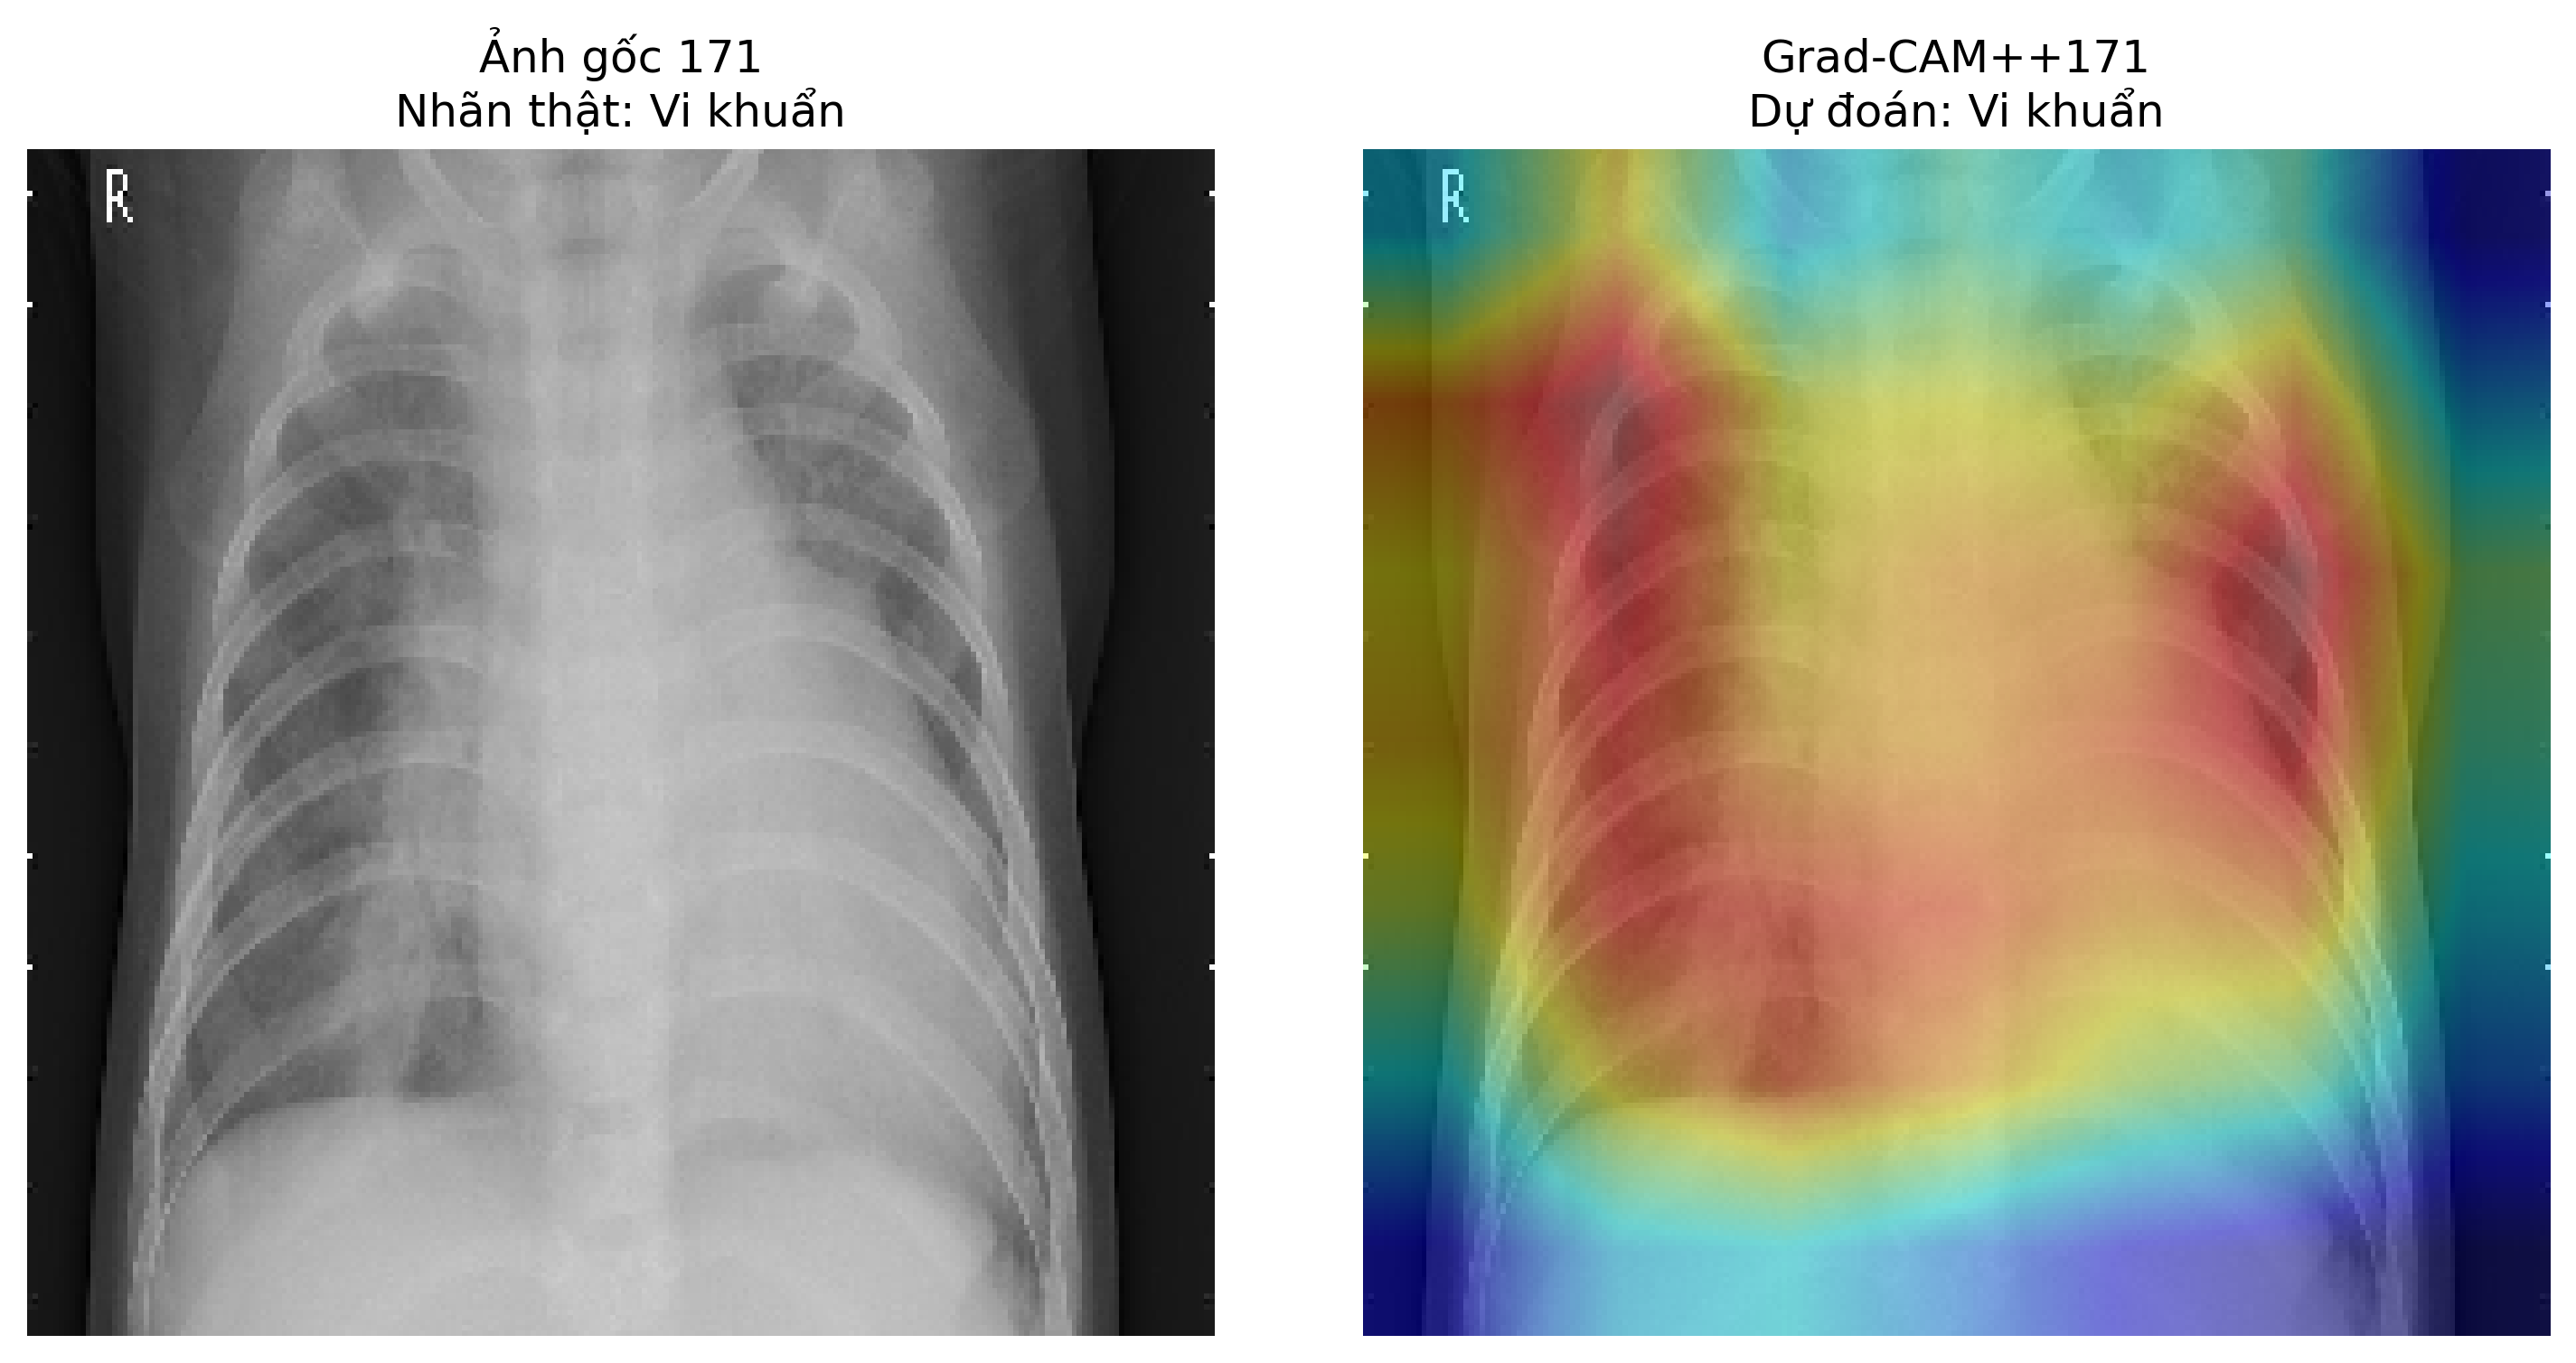 Ảnh gốc 171
Nhãn thật: Vi khuẩn
R
Grad-CAM++171
Dự đoán: Vi khuẩn
R